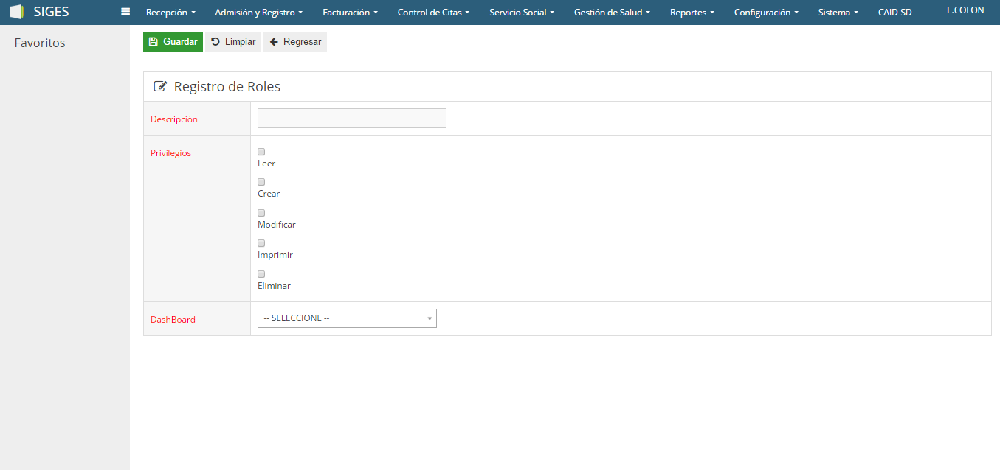 SIGES Recepción Admisión y Registro Facturación Control de Citas Servicio Social Gestión de Salud Reportes Configuración Sistema CAID-SD E.COLON
Favoritos
Guardar Limpiar Regresar
Registro de Roles
Descripción
Privilegios
Leer
Crear
Modificar
Imprimir
Eliminar
DashBoard -- SELECCIONE --